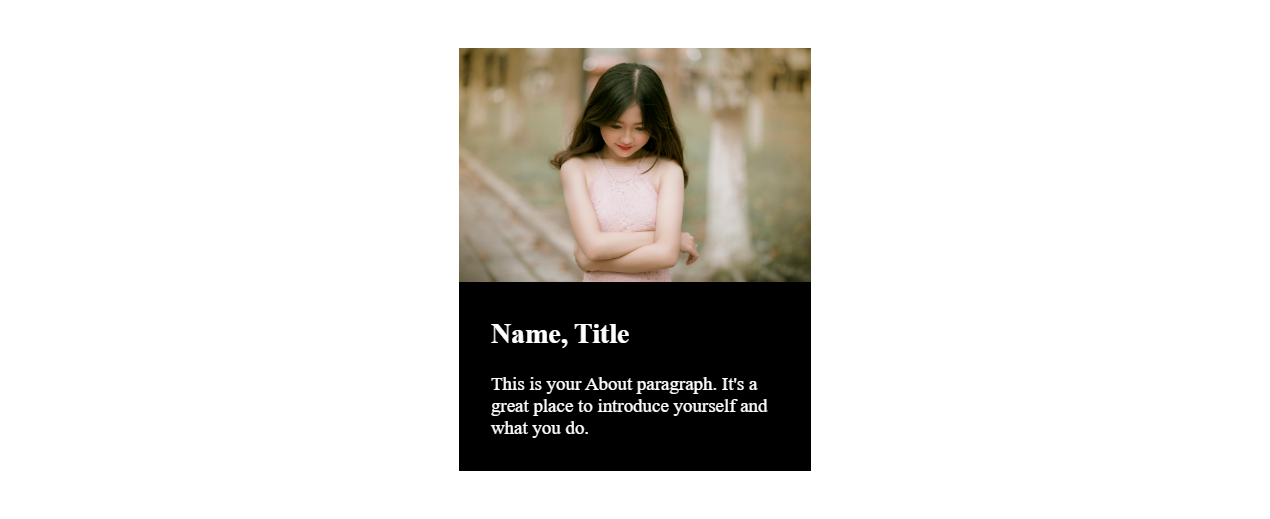 Name, Title
This is your About paragraph. It's a
great place to introduce yourself and
what you do.